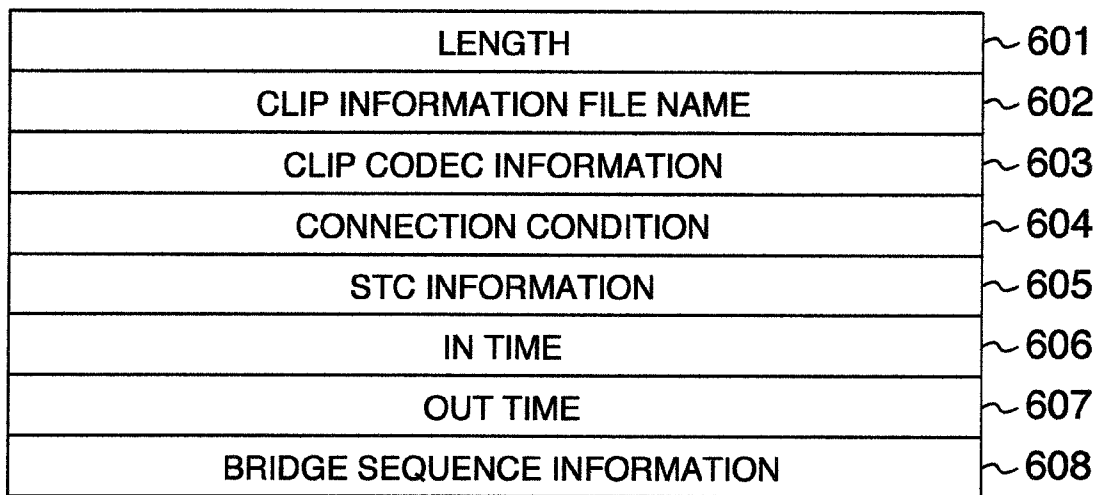 LENGTH 601
CLIP INFORMATION FILE NAME 602
CLIP CODEC INFORMATION 603
CONNECTION CONDITION 604
STC INFORMATION 605
IN TIME 606
OUT TIME 607
BRIDGE SEQUENCE INFORMATION 608